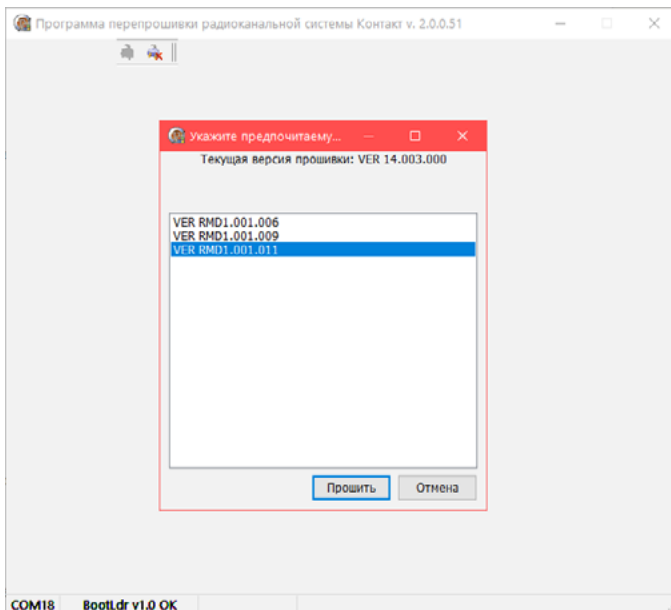 Программа перепрошивки радиоканальной системы Контакт v. 2.0.0.51
Укажите предпочитаему...
Текущая версия прошивки: VER 14.003.000
VER RMD1.001.006
VER RMD1.001.009
VER RMD1.001.011
Прошить Отмена
COM18 BootLdr v1.0 OK